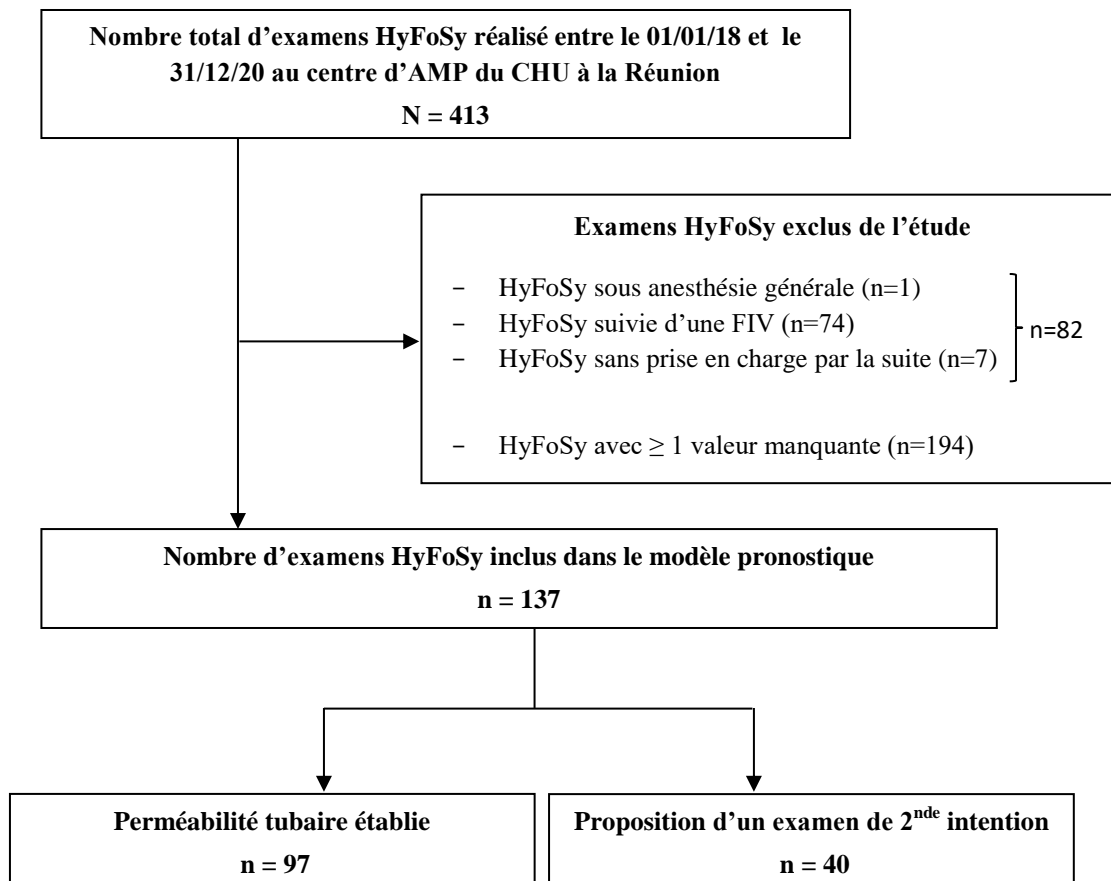 Nombre total d’examens HyFoSy réalisé entre le 01/01/18 et le
31/12/20 au centre d’AMP du CHU à la Réunion
N = 413
Examens HyFoSy exclus de l’étude
- HyFoSy sous anesthésie générale (n=1)
- HyFoSy suivie d’une FIV (n=74)
- HyFoSy sans prise en charge par la suite (n=7)
n=82
- HyFoSy avec ≥ 1 valeur manquante (n=194)
Nombre d’examens HyFoSy inclus dans le modèle pronostique
n = 137
Perméabilité tubaire établie
n = 97
Proposition d’un examen de 2nde intention
n = 40